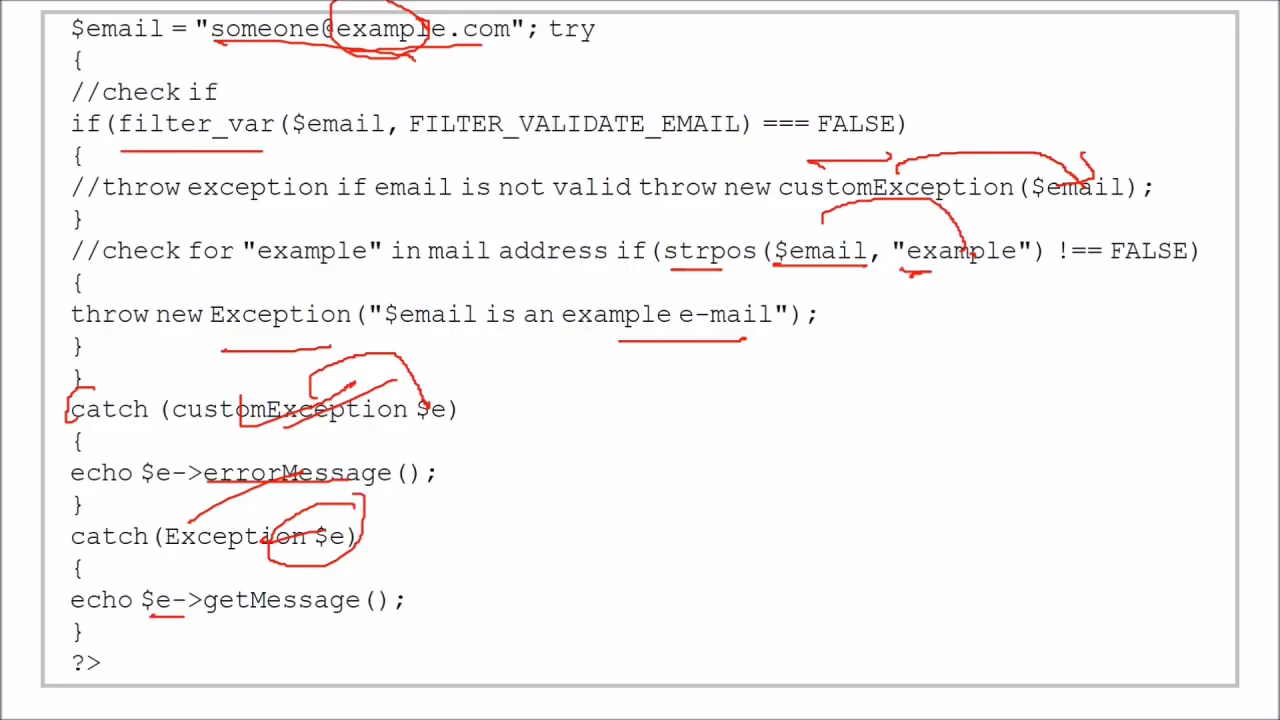 $email = "someone@example.com"; try
{
//check if
if(filter_var($email, FILTER_VALIDATE_EMAIL) === FALSE)
{
//throw exception if email is not valid throw new customException($email);
}
//check for "example" in mail address if(strpos($email, "example") !== FALSE)
{
throw new Exception("$email is an example e-mail");
}
}
catch (customException $e)
{
echo $e->errorMessage();
}
catch(Exception $e)
{
echo $e->getMessage();
}
?>